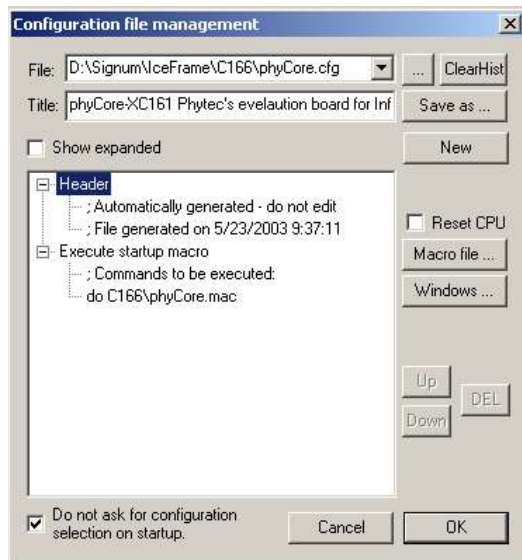 Configuration file management
File: D:\Signum\IceFrame\C166\phyCore.cfg ... ClearHist
Title: phyCore-XC161 Phytec's evelaution board for Inf Save as ...
Show expanded New
Header
; Automatically generated - do not edit
; File generated on 5/23/2003 9:37:11
Reset CPU
Execute startup macro
Macro file ...
; Commands to be executed:
do C166\phyCore.mac
Windows ...
Up
DEL
Down
Do not ask for configuration
selection on startup.
Cancel OK